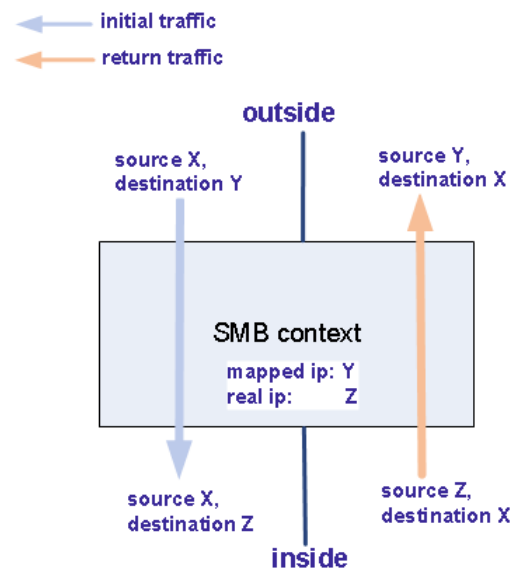 initial traffic
return traffic
outside
source X,
destination Y
source Y,
destination X
SMB context
mapped ip: Y
real ip: Z
source X,
destination Z
source Z,
destination X
inside